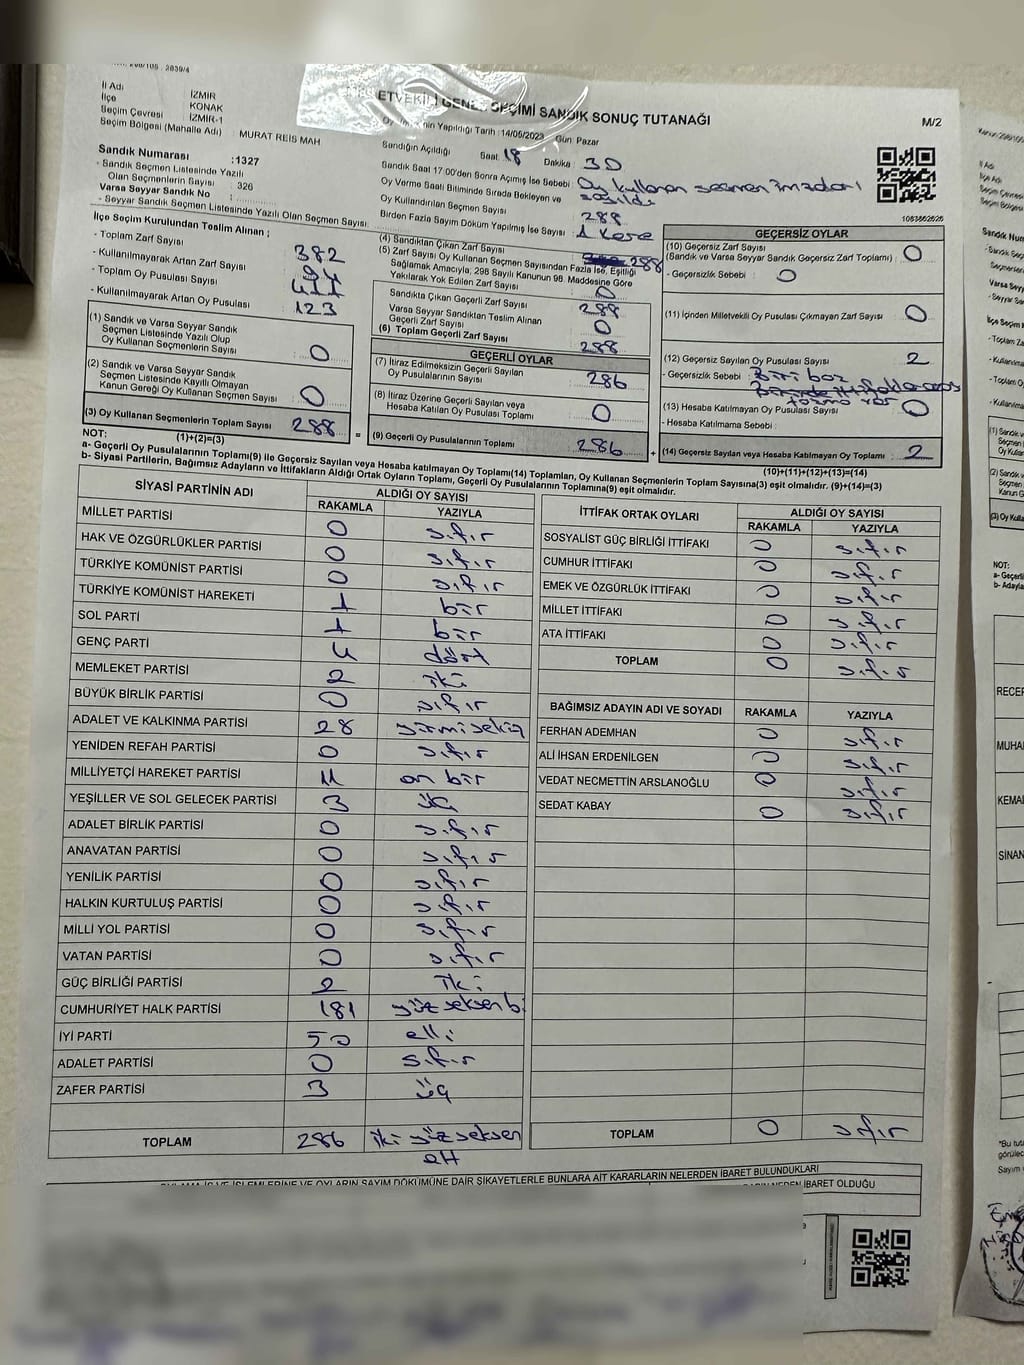 ETVEKİLİ GENEL SEÇİMİ SANDIK SONUÇ TUTANAĞI
M/2
İl Adı İZMİR
İlçe KONAK
Seçim Çevresi İZMİR-1
Seçim Bölgesi (Mahalle Adı) MURAT REİS MAH
Sandık Numarası :1327
- Sandık Seçmen Listesinde Yazılı
Olan Seçmenlerin Sayısı : 326
Varsa Seyyar Sandık No :
- Seyyar Sandık Seçmen Listesinde Yazılı Olan Seçmen Sayısı:
Oy Verme'nin Yapıldığı Tarih :14/05/2023 Gün Pazar
Sandığın Açıldığı Saat: 18 Dakika 30
Sandık Saat 17.00'den Sonra Açılmış İse Sebebi Oy kullanan seçmen imzaları
sayıldı
Oy Verme Saati Bitiminde Sırada Bekleyen ve
Oy Kullandırılan Seçmen Sayısı 288
Birden Fazla Sayım Döküm Yapılmış İse Sayısı : 1 kere
1083862626
İlçe Seçim Kurulundan Teslim Alınan ;
- Toplam Zarf Sayısı 382
- Kullanılmayarak Artan Zarf Sayısı : 94
- Toplam Oy Pusulası Sayısı 411
- Kullanılmayarak Artan Oy Pusulası : 123
(1) Sandık ve Varsa Seyyar Sandık
Seçmen Listesinde Yazılı Olup
Oy Kullanan Seçmenlerin Sayısı 0
(2) Sandık ve Varsa Seyyar Sandık
Seçmen Listesinde Kayıtlı Olmayan
Kanun Gereği Oy Kullanan Seçmen Sayısı 0
(3) Oy Kullanan Seçmenlerin Toplam Sayısı 288
(1)+(2)=(3)
(4) Sandıktan Çıkan Zarf Sayısı 288
(5) Zarf Sayısı Oy Kullanan Seçmen Sayısından Fazla İse, Eşitliği
Sağlamak Amacıyla, 298 Sayılı Kanunun 98. Maddesine Göre
Yakılarak Yok Edilen Zarf Sayısı : 0
Sandıkta Çıkan Geçerli Zarf Sayısı 288
Varsa Seyyar Sandıktan Teslim Alınan
Geçerli Zarf Sayısı 0
(6) Toplam Geçerli Zarf Sayısı 288
GEÇERLİ OYLAR
(7) İtiraz Edilmeksizin Geçerli Sayılan
Oy Pusulalarının Sayısı 286
(8) İtiraz Üzerine Geçerli Sayılan veya
Hesaba Katılan Oy Pusulası Toplamı 0
= (9) Geçerli Oy Pusulalarının Toplamı 286 +
GEÇERSİZ OYLAR
(10) Geçersiz Zarf Sayısı
(Sandık ve Varsa Seyyar Sandık Geçersiz Zarf Toplamı) : 0
- Geçersizlik Sebebi : 0
(11) İçinden Milletvekili Oy Pusulası Çıkmayan Zarf Sayısı 0
(12) Geçersiz Sayılan Oy Pusulası Sayısı 2
- Geçersizlik Sebebi : Biri boş
(13) Hesaba Katılmayan Oy Pusulası Sayısı 0
- Hesaba Katılmama Sebebi :
(14) Geçersiz Sayılan veya Hesaba Katılmayan Oy Toplamı : 2
(10)+(11)+(12)+(13)=(14)
NOT:
a- Geçerli Oy Pusulalarının Toplamı(9) ile Geçersiz Sayılan veya Hesaba katılmayan Oy Toplamı(14) Toplamları, Oy Kullanan Seçmenlerin Toplam Sayısına(3) eşit olmalıdır. (9)+(14)=(3)
b- Siyasi Partilerin, Bağımsız Adayların ve İttifakların Aldığı Ortak Oyların Toplamı, Geçerli Oy Pusulalarının Toplamına(9) eşit olmalıdır.
SİYASİ PARTİNİN ADI ALDIĞI OY SAYISI
RAKAMLA YAZIYLA
MİLLET PARTİSİ 0 sıfır
HAK VE ÖZGÜRLÜKLER PARTİSİ 0 sıfır
TÜRKİYE KOMÜNİST PARTİSİ 0 sıfır
TÜRKİYE KOMÜNİST HAREKETİ 1 bir
SOL PARTİ 1 bir
GENÇ PARTİ 4 dört
MEMLEKET PARTİSİ 2 iki
BÜYÜK BİRLİK PARTİSİ 0 sıfır
ADALET VE KALKINMA PARTİSİ 28 yirmi sekiz
YENİDEN REFAH PARTİSİ 0 sıfır
MİLLİYETÇİ HAREKET PARTİSİ 11 on bir
YEŞİLLER VE SOL GELECEK PARTİSİ 3 üç
ADALET BİRLİK PARTİSİ 0 sıfır
ANAVATAN PARTİSİ 0 sıfır
YENİLİK PARTİSİ 0 sıfır
HALKIN KURTULUŞ PARTİSİ 0 sıfır
MİLLİ YOL PARTİSİ 0 sıfır
VATAN PARTİSİ 0 sıfır
GÜÇ BİRLİĞİ PARTİSİ 2 iki
CUMHURİYET HALK PARTİSİ 181 yüz seksen bi
İYİ PARTİ 50 elli
ADALET PARTİSİ 0 sıfır
ZAFER PARTİSİ 3 üç
TOPLAM 286 iki yüz seksen
altı
İTTİFAK ORTAK OYLARI ALDIĞI OY SAYISI
RAKAMLA YAZIYLA
SOSYALİST GÜÇ BİRLİĞİ İTTİFAKI 0 sıfır
CUMHUR İTTİFAKI 0 sıfır
EMEK VE ÖZGÜRLÜK İTTİFAKI 0 sıfır
MİLLET İTTİFAKI 0 sıfır
ATA İTTİFAKI 0 sıfır
TOPLAM 0 sıfır
BAĞIMSIZ ADAYIN ADI VE SOYADI RAKAMLA YAZIYLA
FERHAN ADEMHAN 0 sıfır
ALİ İHSAN ERDENİLGEN 0 sıfır
VEDAT NECMETTİN ARSLANOĞLU 0 sıfır
SEDAT KABAY 0 sıfır
TOPLAM 0 sıfır
İŞ VE İŞLEMLERİNE VE OYLARIN SAYIM DÖKÜMÜNE DAİR ŞİKAYETLERLE BUNLARA AİT KARARLARIN NELERDEN İBARET BULUNDUKLARI
NEDEN İBARET OLDUĞU
İl Adı
İlçe
Sandık Num
NOT:
RECEP
MUHA
KEMAL
SİNAN